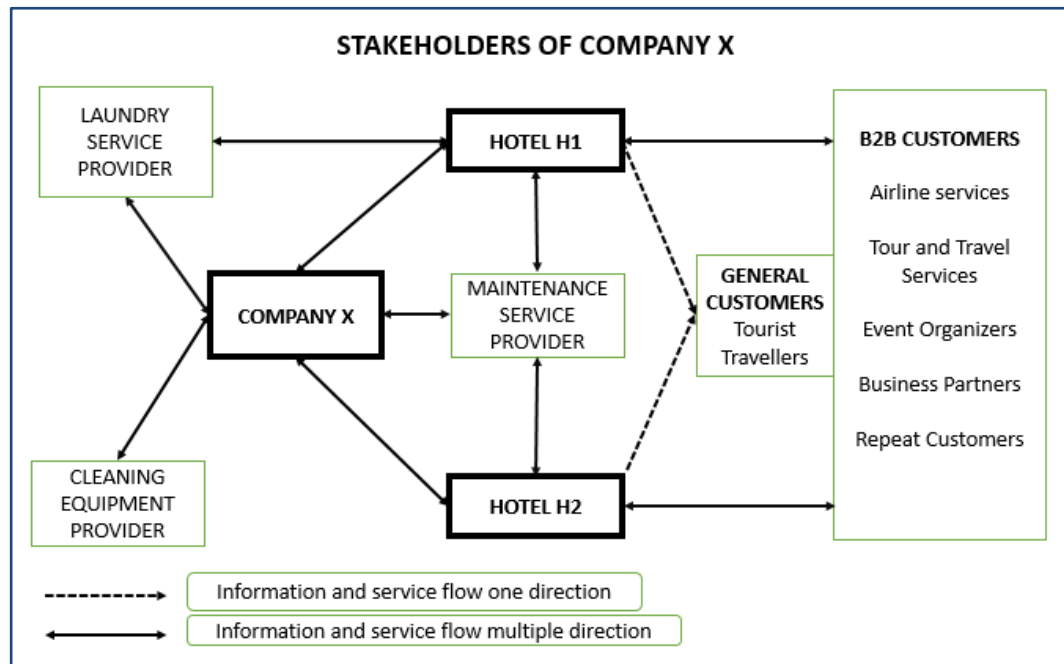 STAKEHOLDERS OF COMPANY X
LAUNDRY
SERVICE
PROVIDER
HOTEL H1
B2B CUSTOMERS
Airline services
Tour and Travel
Services
Event Organizers
Business Partners
Repeat Customers
GENERAL
CUSTOMERS
Tourist
Travellers
COMPANY X
MAINTENANCE
SERVICE
PROVIDER
CLEANING
EQUIPMENT
PROVIDER
HOTEL H2
Information and service flow one direction
Information and service flow multiple direction